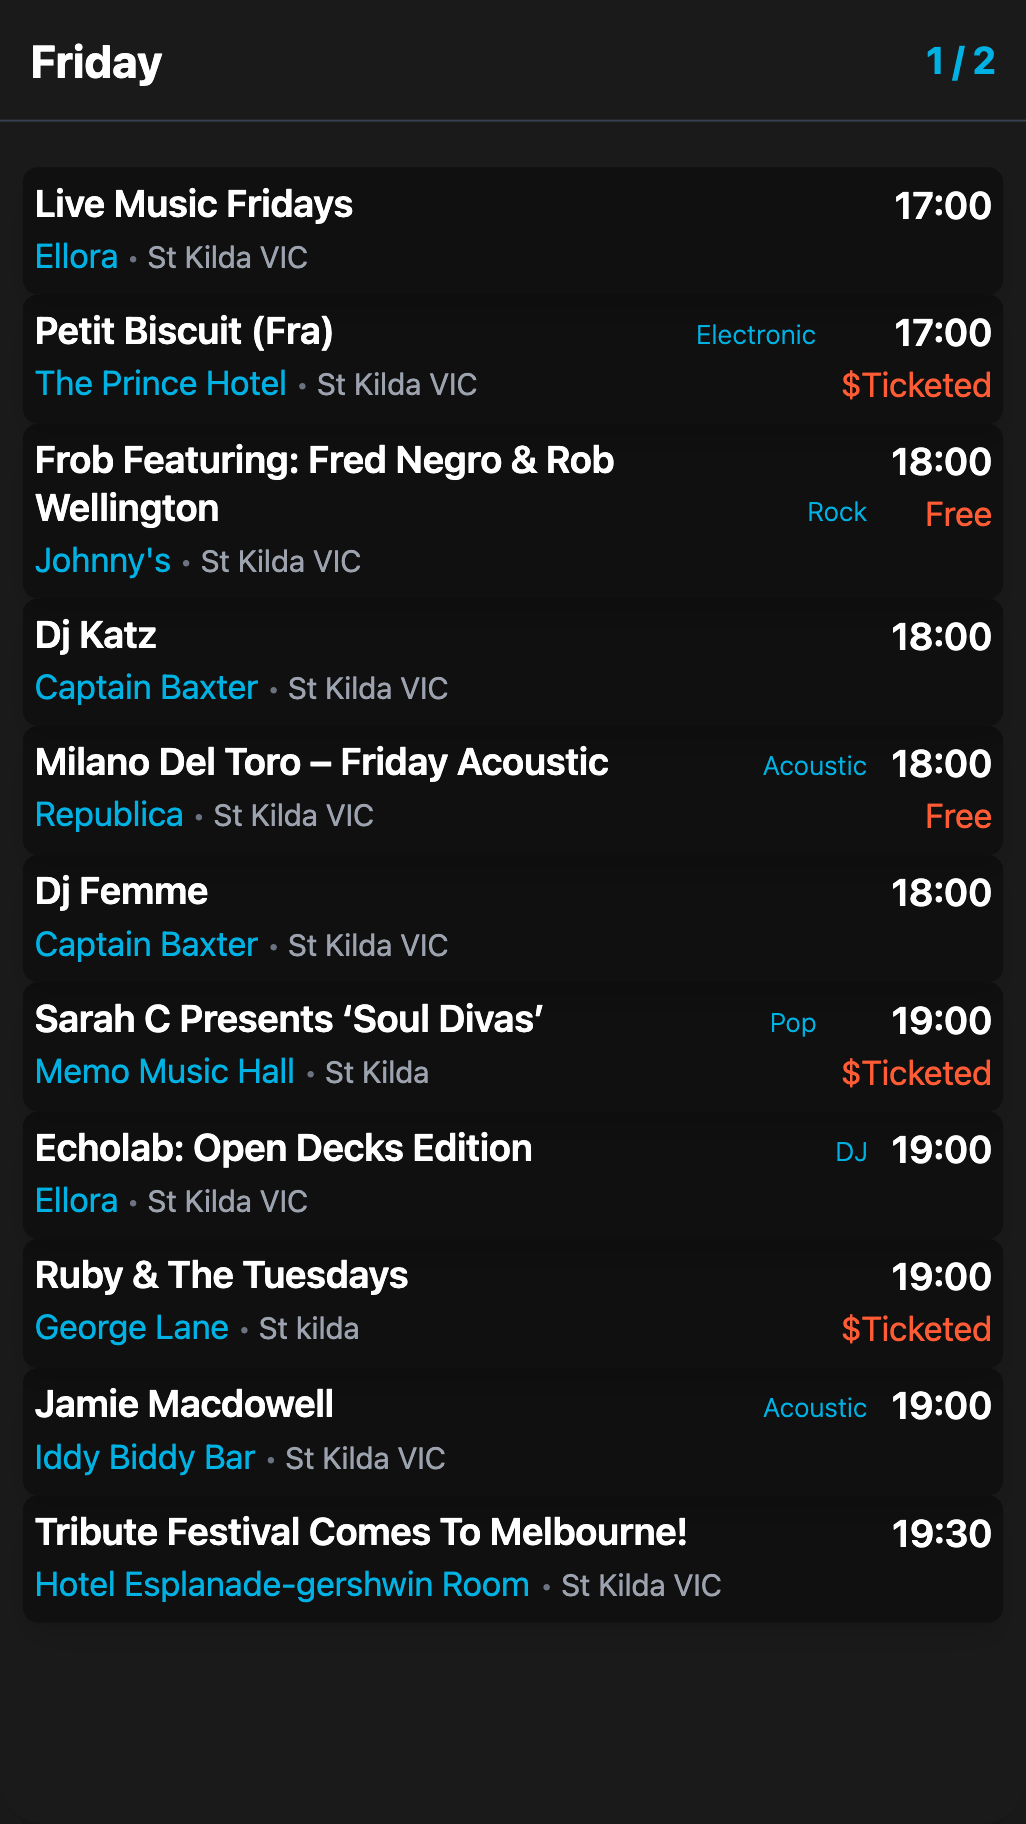 Friday 1 / 2
Live Music Fridays 17:00
Ellora • St Kilda VIC
Petit Biscuit (Fra) Electronic 17:00
The Prince Hotel • St Kilda VIC $Ticketed
Frob Featuring: Fred Negro & Rob 18:00
Wellington Rock Free
Johnny's • St Kilda VIC
Dj Katz 18:00
Captain Baxter • St Kilda VIC
Milano Del Toro – Friday Acoustic Acoustic 18:00
Republica • St Kilda VIC Free
Dj Femme 18:00
Captain Baxter • St Kilda VIC
Sarah C Presents ‘Soul Divas’ Pop 19:00
Memo Music Hall • St Kilda $Ticketed
Echolab: Open Decks Edition DJ 19:00
Ellora • St Kilda VIC
Ruby & The Tuesdays 19:00
George Lane • St kilda $Ticketed
Jamie Macdowell Acoustic 19:00
Iddy Biddy Bar • St Kilda VIC
Tribute Festival Comes To Melbourne! 19:30
Hotel Esplanade-gershwin Room • St Kilda VIC